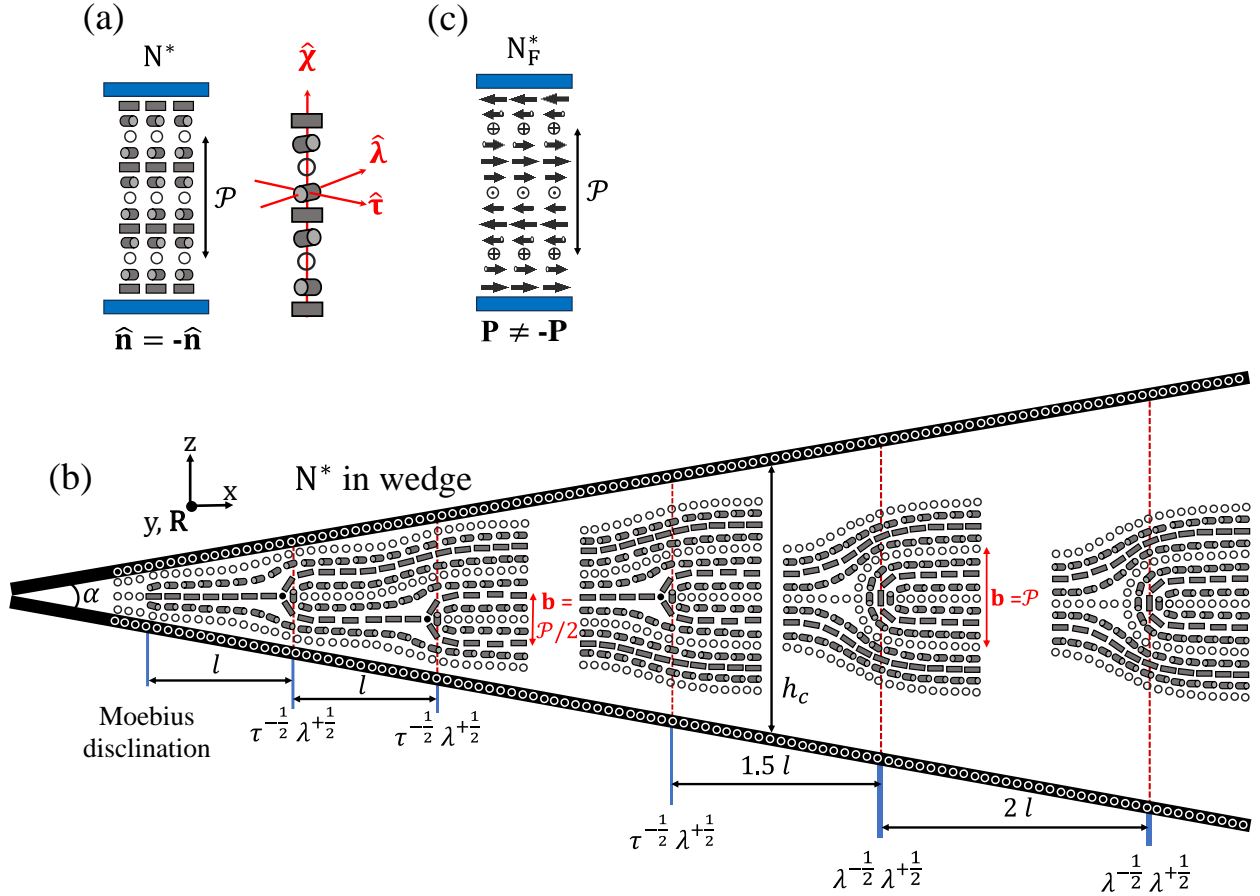 (a)
N*
χ̂
λ̂
τ̂
𝒫
n̂ = -n̂
(c)
N*F
𝒫
P ≠ -P
(b)
z
x
y, R
N* in wedge
α
b =
𝒫/2
b =𝒫
h_c
l
l
1.5 l
2 l
Moebius
disclination
τ^{-1/2} λ^{+1/2}
τ^{-1/2} λ^{+1/2}
τ^{-1/2} λ^{+1/2}
λ^{-1/2} λ^{+1/2}
λ^{-1/2} λ^{+1/2}